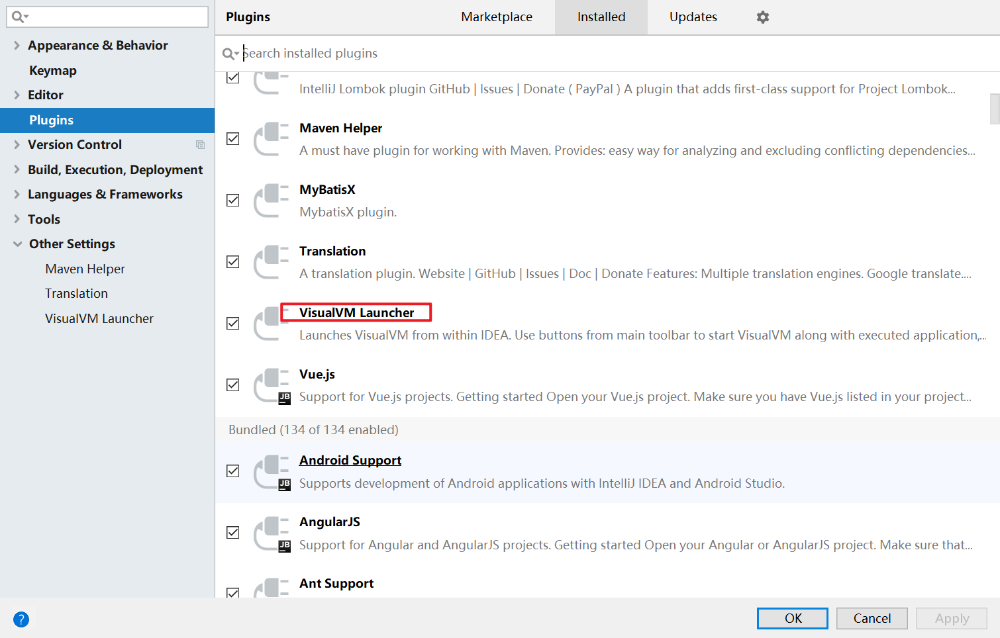 Plugins
Marketplace
Installed
Updates
Search installed plugins
Appearance & Behavior
Keymap
Editor
Plugins
Version Control
Build, Execution, Deployment
Languages & Frameworks
Tools
Other Settings
Maven Helper
Translation
VisualVM Launcher
IntelliJ Lombok plugin GitHub | Issues | Donate ( PayPal ) A plugin that adds first-class support for Project Lombok...
Maven Helper
A must have plugin for working with Maven. Provides: easy way for analyzing and excluding conflicting dependencies...
MyBatisX
MybatisX plugin.
Translation
A translation plugin. Website | GitHub | Issues | Doc | Donate Features: Multiple translation engines. Google translate....
VisualVM Launcher
Launches VisualVM from within IDEA. Use buttons from main toolbar to start VisualVM along with executed application,...
Vue.js
JB
Support for Vue.js projects. Getting started Open your Vue.js project. Make sure you have Vue.js listed in your project...
Bundled (134 of 134 enabled)
Android Support
JB
Supports development of Android applications with IntelliJ IDEA and Android Studio.
AngularJS
JB
Support for Angular and AngularJS projects. Getting started Open your Angular or AngularJS project. Make sure that...
Ant Support
?
OK
Cancel
Apply